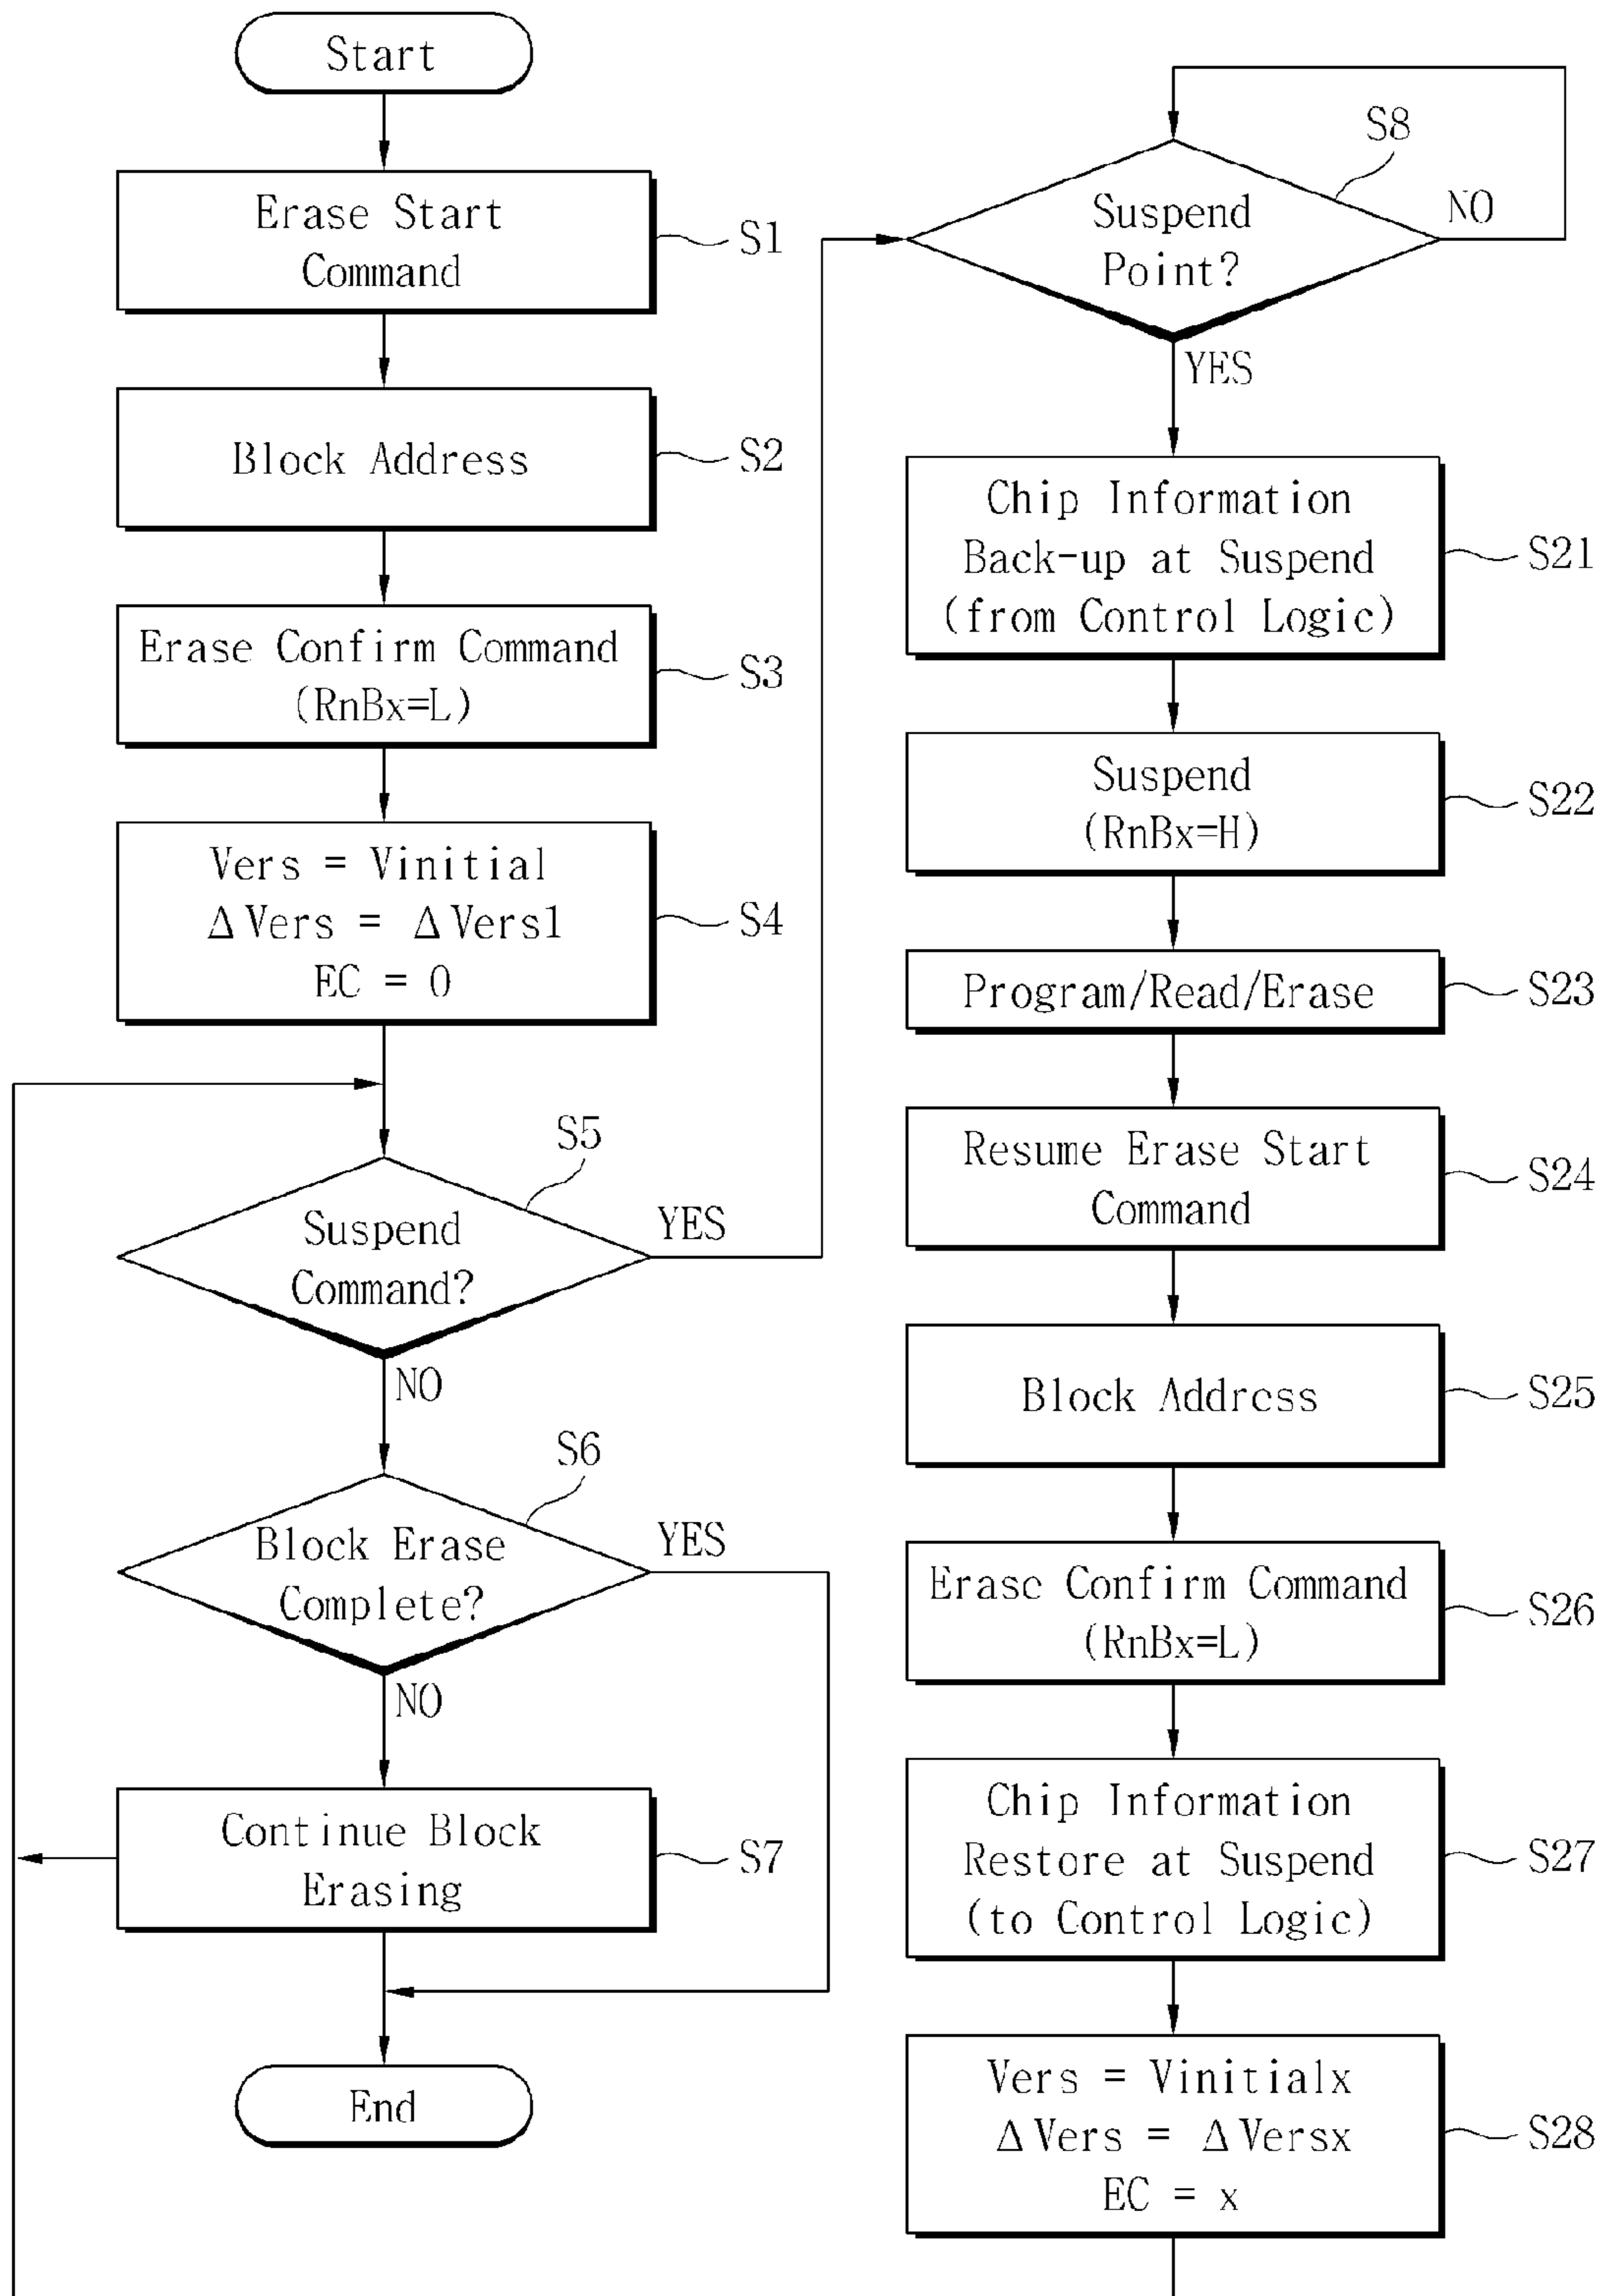 Start
Erase Start
Command
S1
Block Address
S2
Erase Confirm Command
(RnBx=L)
S3
Vers = Vinitial
ΔVers = ΔVers1
EC = 0
S4
S5
Suspend
Command?
YES
NO
S6
Block Erase
Complete?
YES
NO
Continue Block
Erasing
S7
End
S8
Suspend
Point?
NO
YES
Chip Information
Back-up at Suspend
(from Control Logic)
S21
Suspend
(RnBx=H)
S22
Program/Read/Erase
S23
Resume Erase Start
Command
S24
Block Address
S25
Erase Confirm Command
(RnBx=L)
S26
Chip Information
Restore at Suspend
(to Control Logic)
S27
Vers = Vinitialx
ΔVers = ΔVersx
EC = x
S28